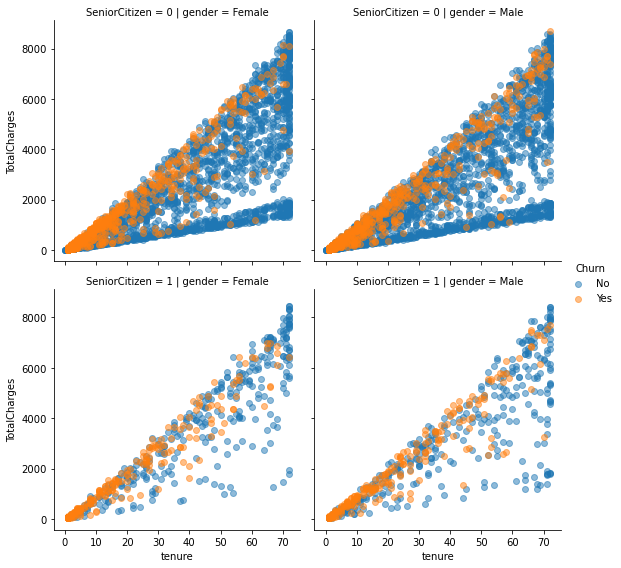 SeniorCitizen = 0 | gender = Female
SeniorCitizen = 0 | gender = Male
8000
6000
4000
2000
0
TotalCharges
SeniorCitizen = 1 | gender = Female
SeniorCitizen = 1 | gender = Male
Churn
No
Yes
8000
6000
4000
2000
0
TotalCharges
0 10 20 30 40 50 60 70
0 10 20 30 40 50 60 70
tenure
tenure